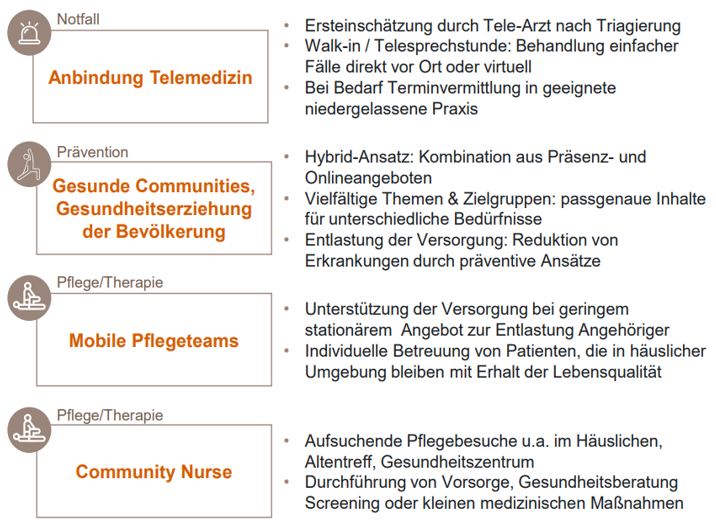 Notfall
Anbindung Telemedizin
• Ersteinschätzung durch Tele-Arzt nach Triagierung
• Walk-in / Telesprechstunde: Behandlung einfacher
Fälle direkt vor Ort oder virtuell
• Bei Bedarf Terminvermittlung in geeignete
niedergelassene Praxis
Prävention
Gesunde Communities,
Gesundheitserziehung
der Bevölkerung
• Hybrid-Ansatz: Kombination aus Präsenz- und
Onlineangeboten
• Vielfältige Themen & Zielgruppen: passgenaue Inhalte
für unterschiedliche Bedürfnisse
• Entlastung der Versorgung: Reduktion von
Erkrankungen durch präventive Ansätze
Pflege/Therapie
Mobile Pflegeteams
• Unterstützung der Versorgung bei geringem
stationärem Angebot zur Entlastung Angehöriger
• Individuelle Betreuung von Patienten, die in häuslicher
Umgebung bleiben mit Erhalt der Lebensqualität
Pflege/Therapie
Community Nurse
• Aufsuchende Pflegebesuche u.a. im Häuslichen,
Altentreff, Gesundheitszentrum
• Durchführung von Vorsorge, Gesundheitsberatung
Screening oder kleinen medizinischen Maßnahmen